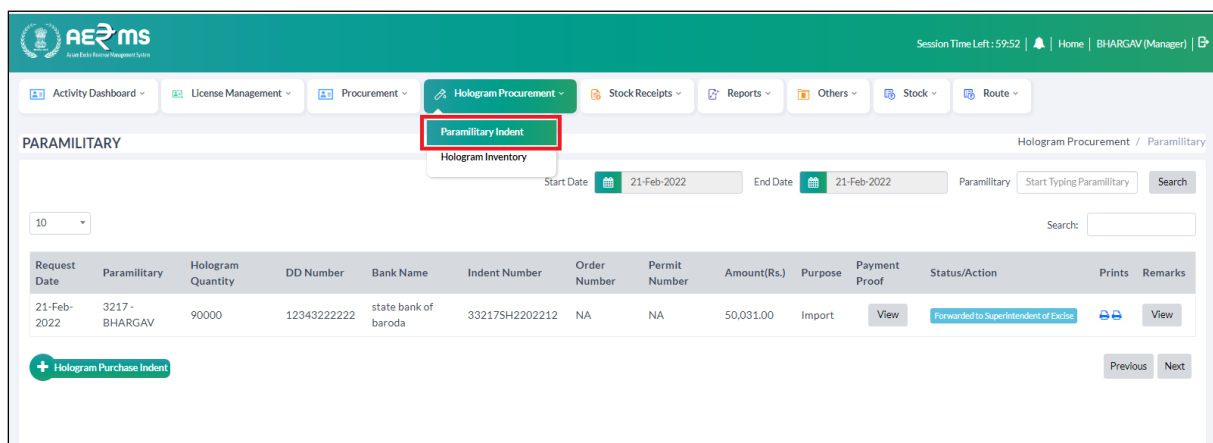 AERMS
Assam Excise Revenue Management System
Session Time Left : 59:52 | Home | BHARGAV (Manager) |
Activity Dashboard License Management Procurement Hologram Procurement Stock Receipts Reports Others Stock Route
Paramilitary Indent
PARAMILITARY
Hologram Procurement / Paramilitary
Hologram Inventory
Start Date 21-Feb-2022 End Date 21-Feb-2022 Paramilitary Start Typing Paramilitary Search
10
Search:
Request Date Paramilitary Hologram Quantity DD Number Bank Name Indent Number Order Number Permit Number Amount(Rs.) Purpose Payment Proof Status/Action Prints Remarks
21-Feb-2022 3217 - BHARGAV 90000 12343222222 state bank of baroda 33217SH2202212 NA NA 50,031.00 Import View Forwarded to Superintendent of Excise View
Hologram Purchase Indent
Previous Next